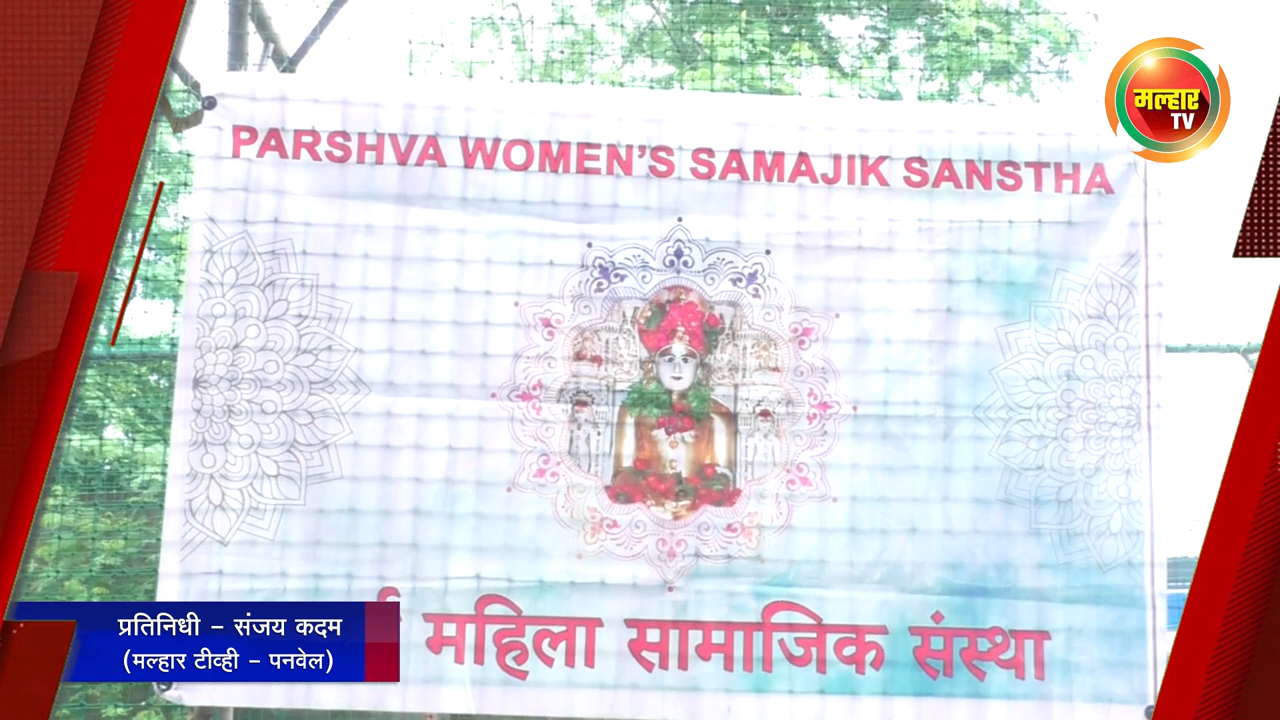 मल्हार
TV
PARSHVA WOMEN'S SAMAJIK SANSTHA
महिला सामाजिक संस्था
प्रतिनिधी – संजय कदम
(मल्हार टीव्ही – पनवेल)